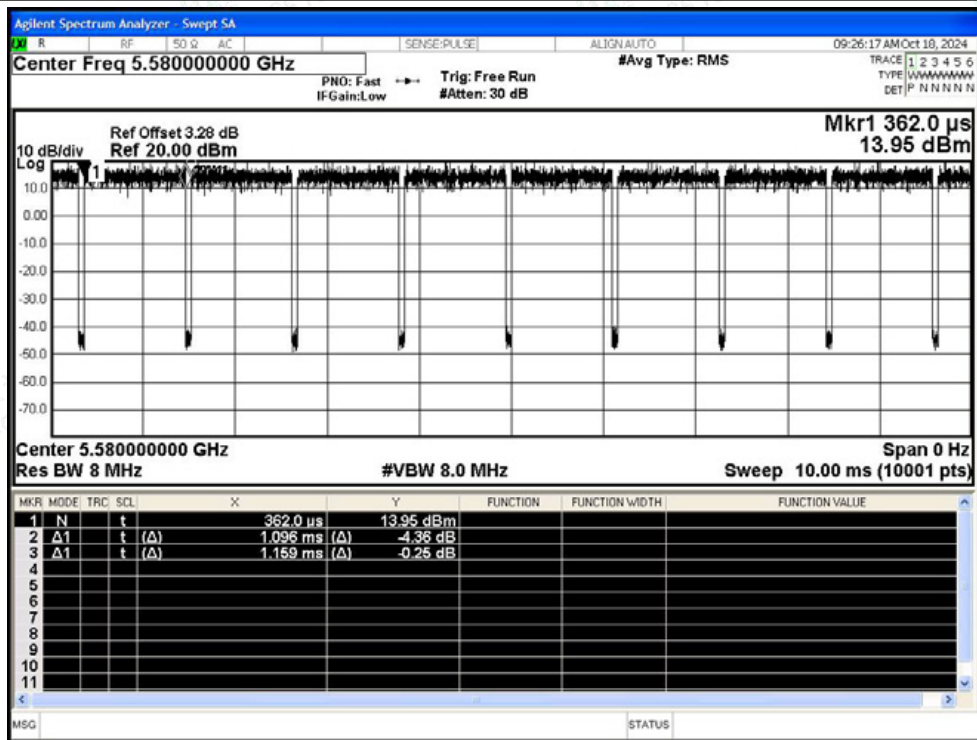 Agilent Spectrum Analyzer - Swept SA
R RF 50 Ω AC SENSE:PULSE ALIGNAUTO 09:26:17 AM Oct 18, 2024
Center Freq 5.580000000 GHz #Avg Type: RMS TRACE 1 2 3 4 5 6
PNO: Fast Trig: Free Run TYPE WWWWWW
IFGain:Low #Atten: 30 dB DET P N N N N N
Mkr1 362.0 µs
Ref Offset 3.28 dB
10 dB/div Ref 20.00 dBm 13.95 dBm
Log
1
10.0
0.00
-10.0
-20.0
-30.0
-40.0
-50.0
-60.0
-70.0
Center 5.580000000 GHz Span 0 Hz
Res BW 8 MHz #VBW 8.0 MHz Sweep 10.00 ms (10001 pts)
MKR MODE TRC SCL X Y FUNCTION FUNCTION WIDTH FUNCTION VALUE
1 N t 362.0 µs 13.95 dBm
2 Δ1 t (Δ) 1.096 ms (Δ) -4.36 dB
3 Δ1 t (Δ) 1.159 ms (Δ) -0.25 dB
4
5
6
7
8
9
10
11
MSG STATUS